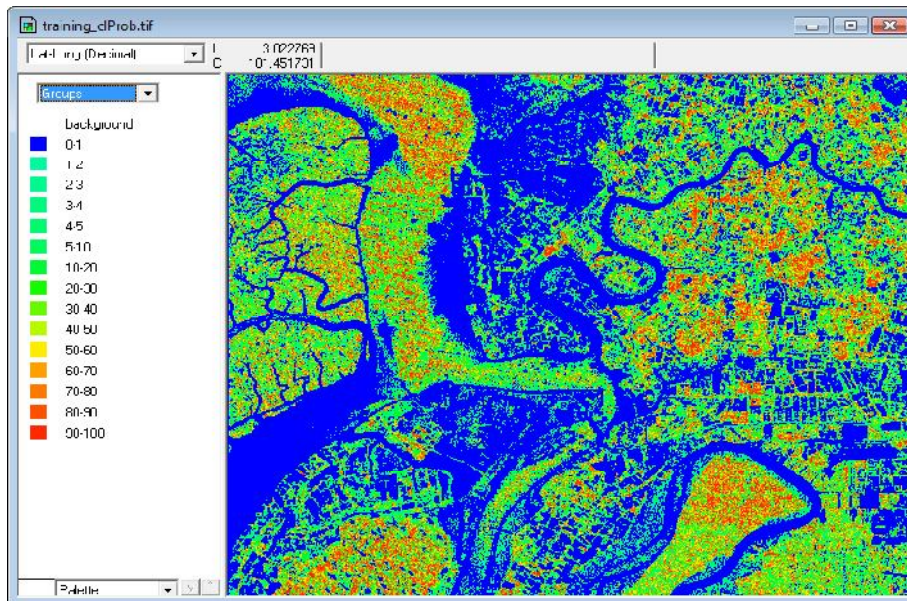 training_clProb.tif
Lat-Long (Decimal)
L 3.022768
C 101.451701
Groups
background
0-1
1-2
2-3
3-4
4-5
5-10
10-20
20-30
30-40
40-50
50-60
60-70
70-80
80-90
90-100
Palette